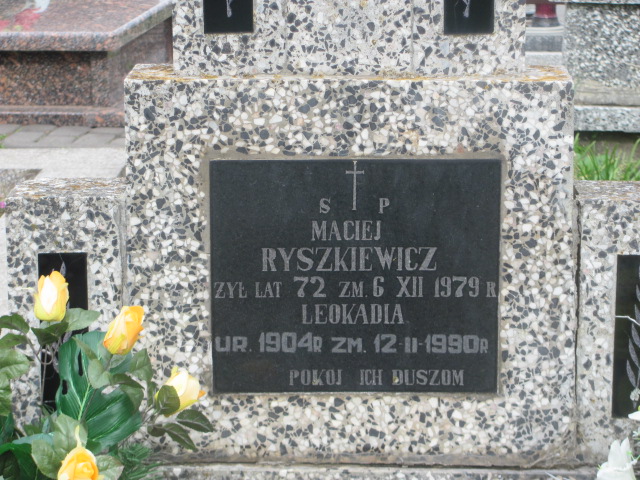 Ś P
MACIEJ
RYSZKIEWICZ
ŻYŁ LAT 72 ZM. 6 XII 1979 R
LEOKADIA
UR. 1904R ZM. 12-II-1990R
POKÓJ ICH DUSZOM